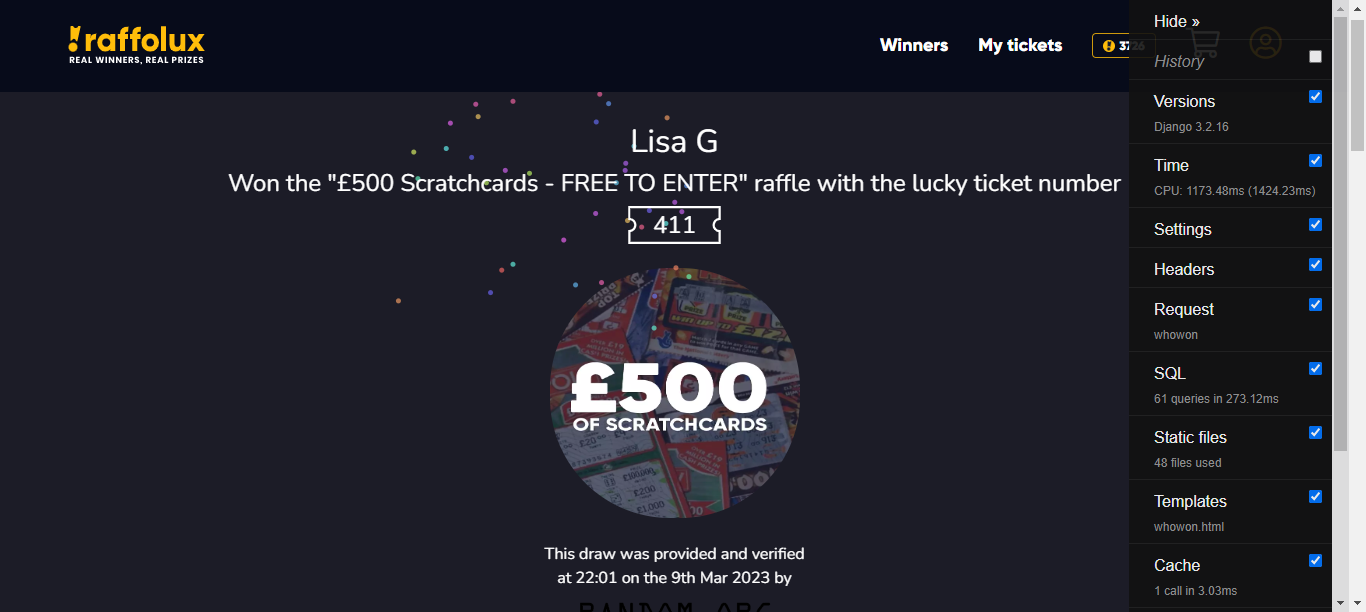 raffolux
REAL WINNERS, REAL PRIZES
Winners
My tickets
3726
Lisa G
Won the "£500 Scratchcards - FREE TO ENTER" raffle with the lucky ticket number
411
£500
OF SCRATCHCARDS
This draw was provided and verified
at 22:01 on the 9th Mar 2023 by
RANDOM.ORG
Hide »
History
Versions
Django 3.2.16
Time
CPU: 1173.48ms (1424.23ms)
Settings
Headers
Request
whowon
SQL
61 queries in 273.12ms
Static files
48 files used
Templates
whowon.html
Cache
1 call in 3.03ms